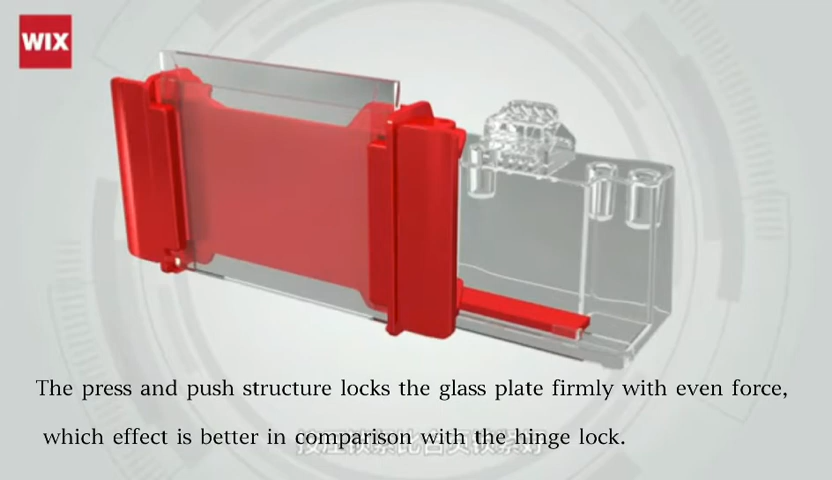 WIX
The press and push structure locks the glass plate firmly with even force,
which effect is better in comparison with the hinge lock.